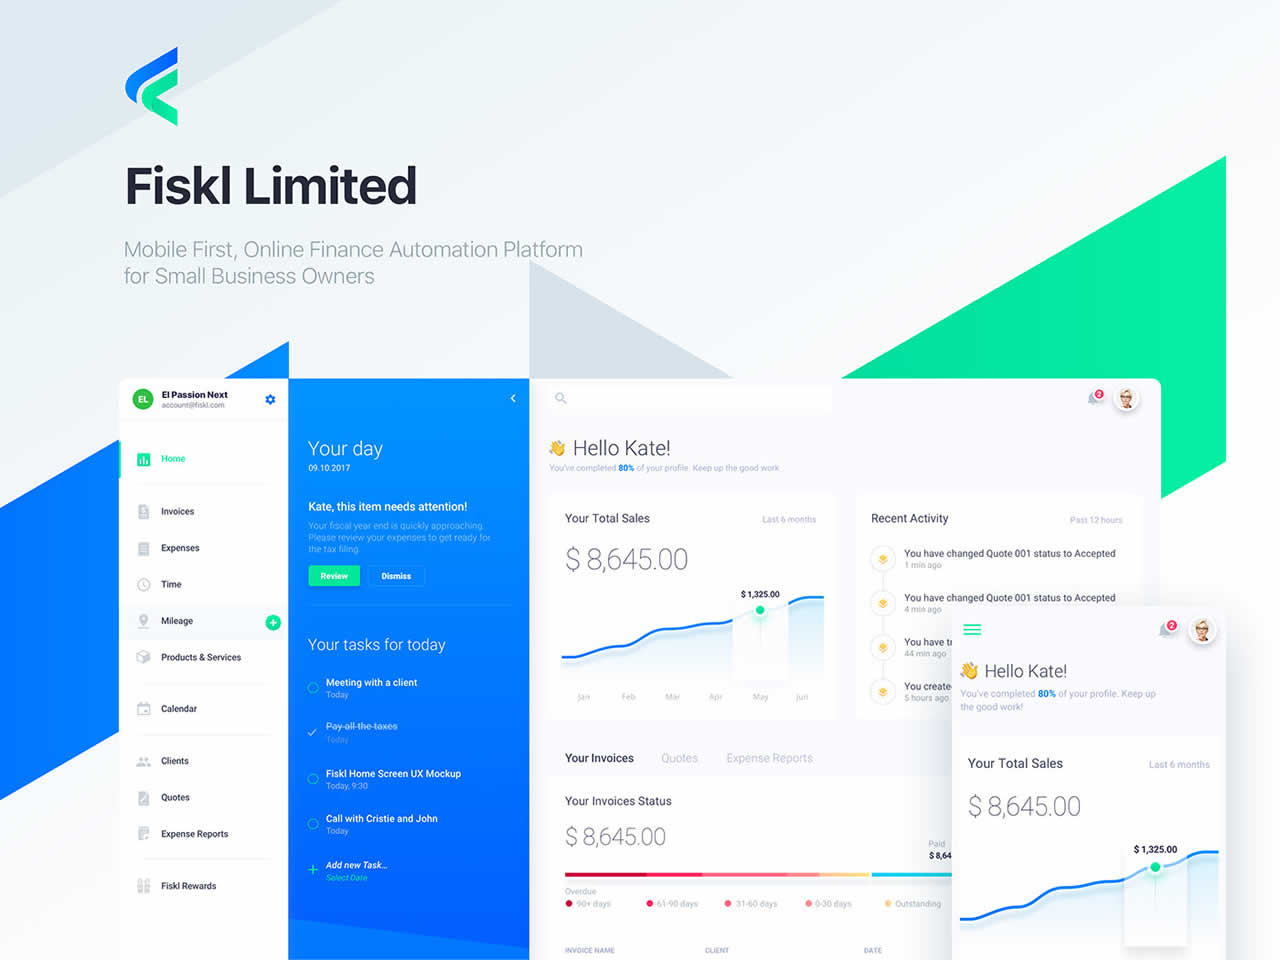 Fiskl Limited
Mobile First, Online Finance Automation Platform
for Small Business Owners
EL
El Passion Next
account@fiskl.com
Home
Invoices
Expenses
Time
Mileage
Products & Services
Calendar
Clients
Quotes
Expense Reports
Fiskl Rewards
Your day
09.10.2017
Kate, this item needs attention!
Your fiscal year end is quickly approaching.
Please review your expenses to get ready for
the tax filing.
Review
Dismiss
Your tasks for today
Meeting with a client
Today
Pay all the taxes
Today
Fiskl Home Screen UX Mockup
Today, 9:30
Call with Cristie and John
Today
Add new Task...
Select Date
2
Hello Kate!
You've completed 80% of your profile. Keep up the good work
Your Total Sales
Last 6 months
$ 8,645.00
$ 1,325.00
Jan Feb Mar Apr May Jun
Recent Activity
Past 12 hours
You have changed Quote 001 status to Accepted
1 min ago
You have changed Quote 001 status to Accepted
4 min ago
You have t
44 min ago
You create
5 hours ago
Your Invoices
Quotes
Expense Reports
Your Invoices Status
$ 8,645.00
Paid
$ 8,64
Overdue
90+ days
61-90 days
31-60 days
0-30 days
Outstanding
INVOICE NAME
CLIENT
DATE
2
Hello Kate!
You've completed 80% of your profile. Keep up
the good work!
Your Total Sales
Last 6 months
$ 8,645.00
$ 1,325.00